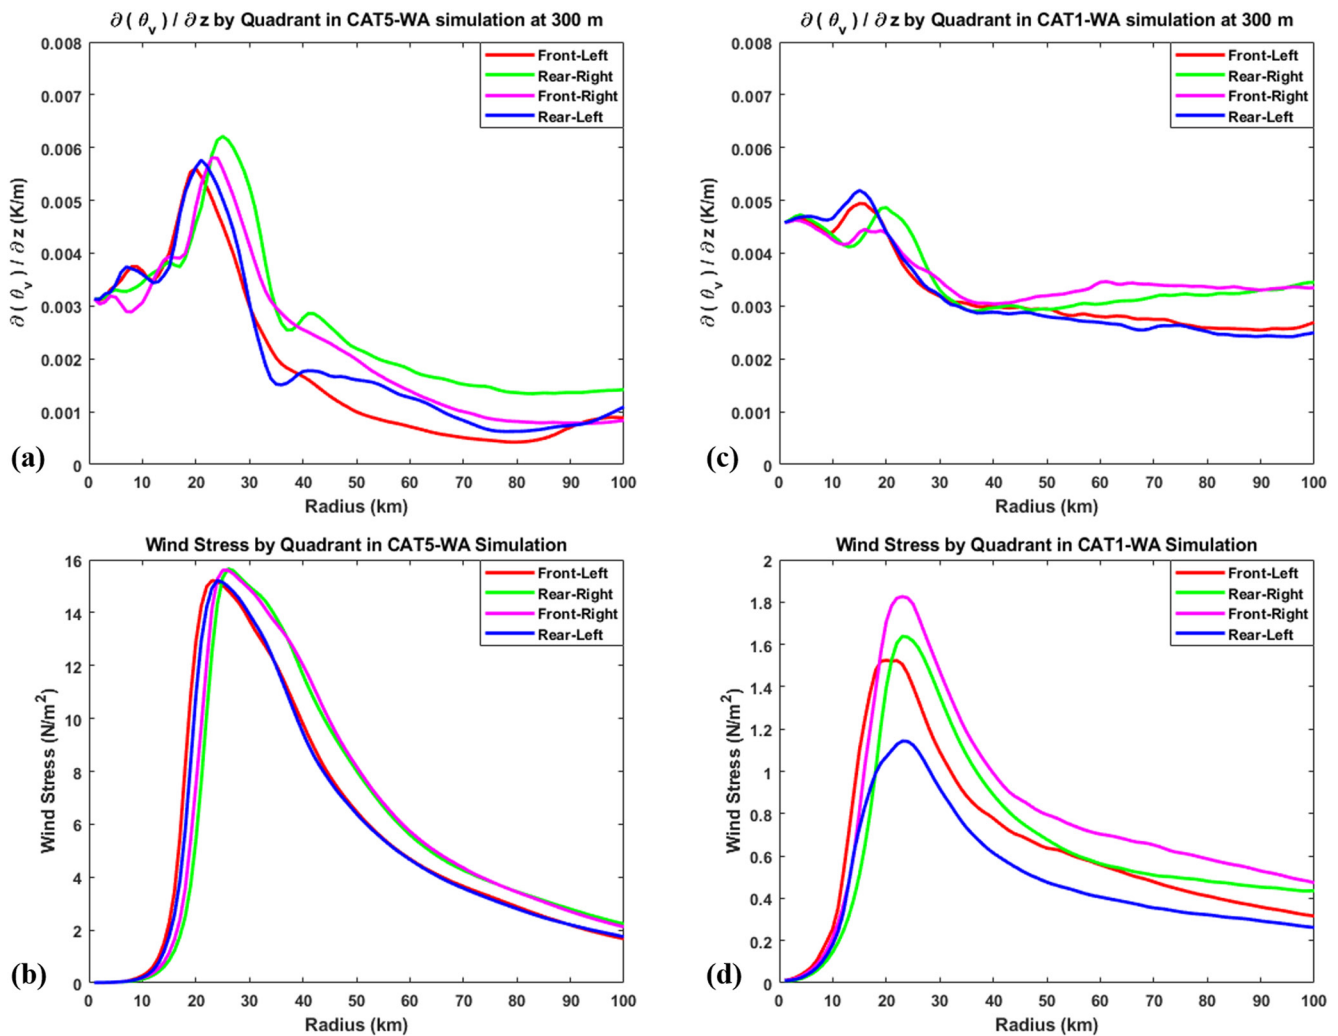 ∂ ( θv ) / ∂ z by Quadrant in CAT5-WA simulation at 300 m
0.008
0.007
0.006
0.005
0.004
0.003
0.002
0.001
0
∂ ( θv ) / ∂ z (K/m)
Front-Left
Rear-Right
Front-Right
Rear-Left
(a)
0 10 20 30 40 50 60 70 80 90 100
Radius (km)
∂ ( θv ) / ∂ z by Quadrant in CAT1-WA simulation at 300 m
0.008
0.007
0.006
0.005
0.004
0.003
0.002
0.001
0
∂ ( θv ) / ∂ z (K/m)
Front-Left
Rear-Right
Front-Right
Rear-Left
(c)
0 10 20 30 40 50 60 70 80 90 100
Radius (km)
Wind Stress by Quadrant in CAT5-WA Simulation
16
14
12
10
8
6
4
2
0
Wind Stress (N/m²)
Front-Left
Rear-Right
Front-Right
Rear-Left
(b)
0 10 20 30 40 50 60 70 80 90 100
Radius (km)
Wind Stress by Quadrant in CAT1-WA Simulation
2
1.8
1.6
1.4
1.2
1
0.8
0.6
0.4
0.2
0
Wind Stress (N/m²)
Front-Left
Rear-Right
Front-Right
Rear-Left
(d)
0 10 20 30 40 50 60 70 80 90 100
Radius (km)